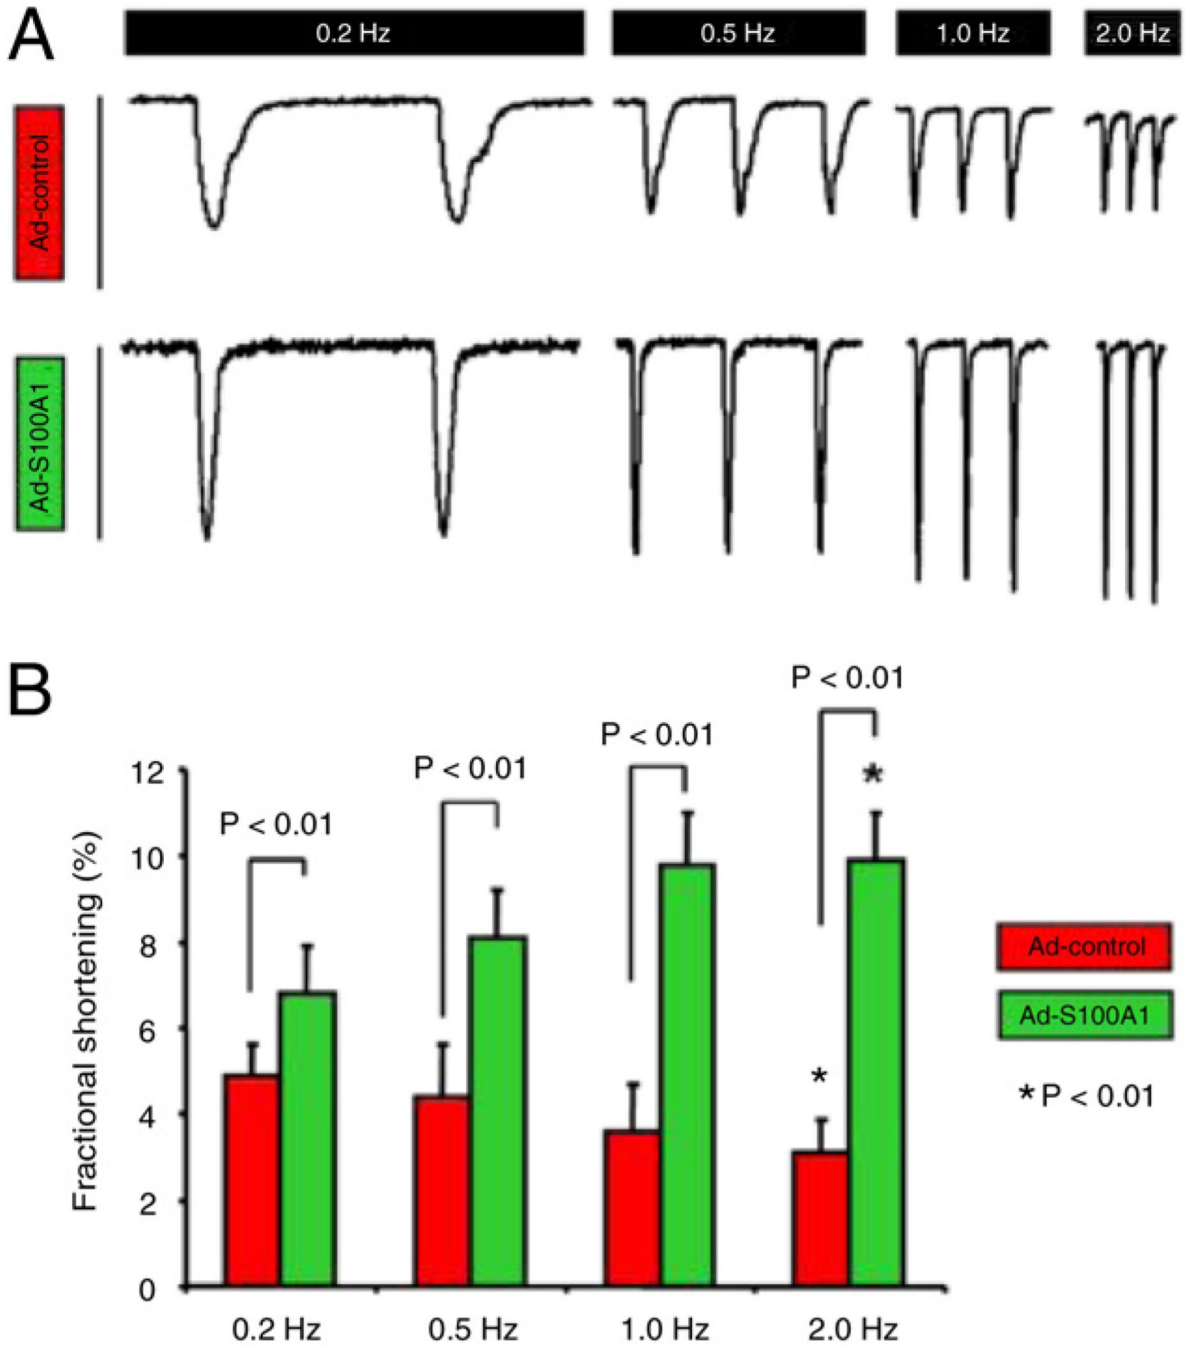 A
0.2 Hz
0.5 Hz
1.0 Hz
2.0 Hz
Ad-control
Ad-S100A1
B
P < 0.01
P < 0.01
P < 0.01
P < 0.01
Fractional shortening (%)
12
10
8
6
4
2
0
*
*
0.2 Hz
0.5 Hz
1.0 Hz
2.0 Hz
Ad-control
Ad-S100A1
* P < 0.01